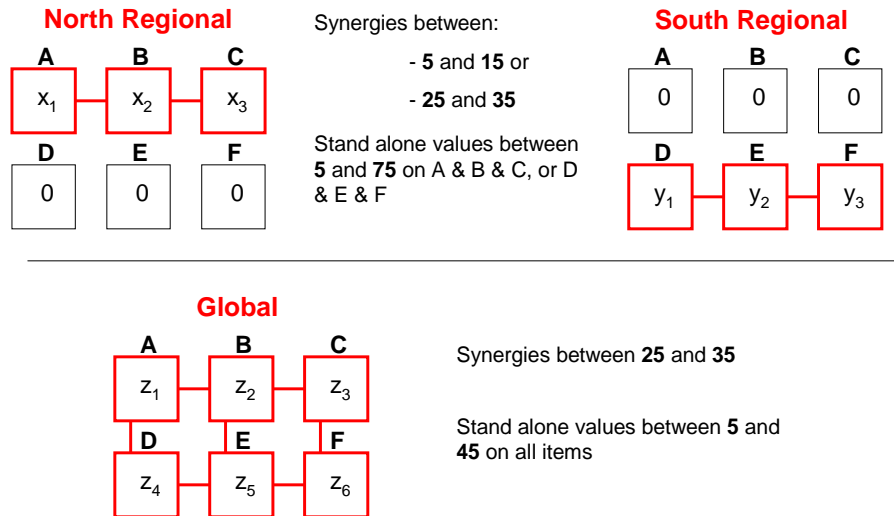 North Regional
A B C
x1 x2 x3
D E F
0 0 0
Synergies between:
- 5 and 15 or
- 25 and 35
Stand alone values between
5 and 75 on A & B & C, or D
& E & F
South Regional
A B C
0 0 0
D E F
y1 y2 y3
Global
A B C
z1 z2 z3
D E F
z4 z5 z6
Synergies between 25 and 35
Stand alone values between 5 and
45 on all items